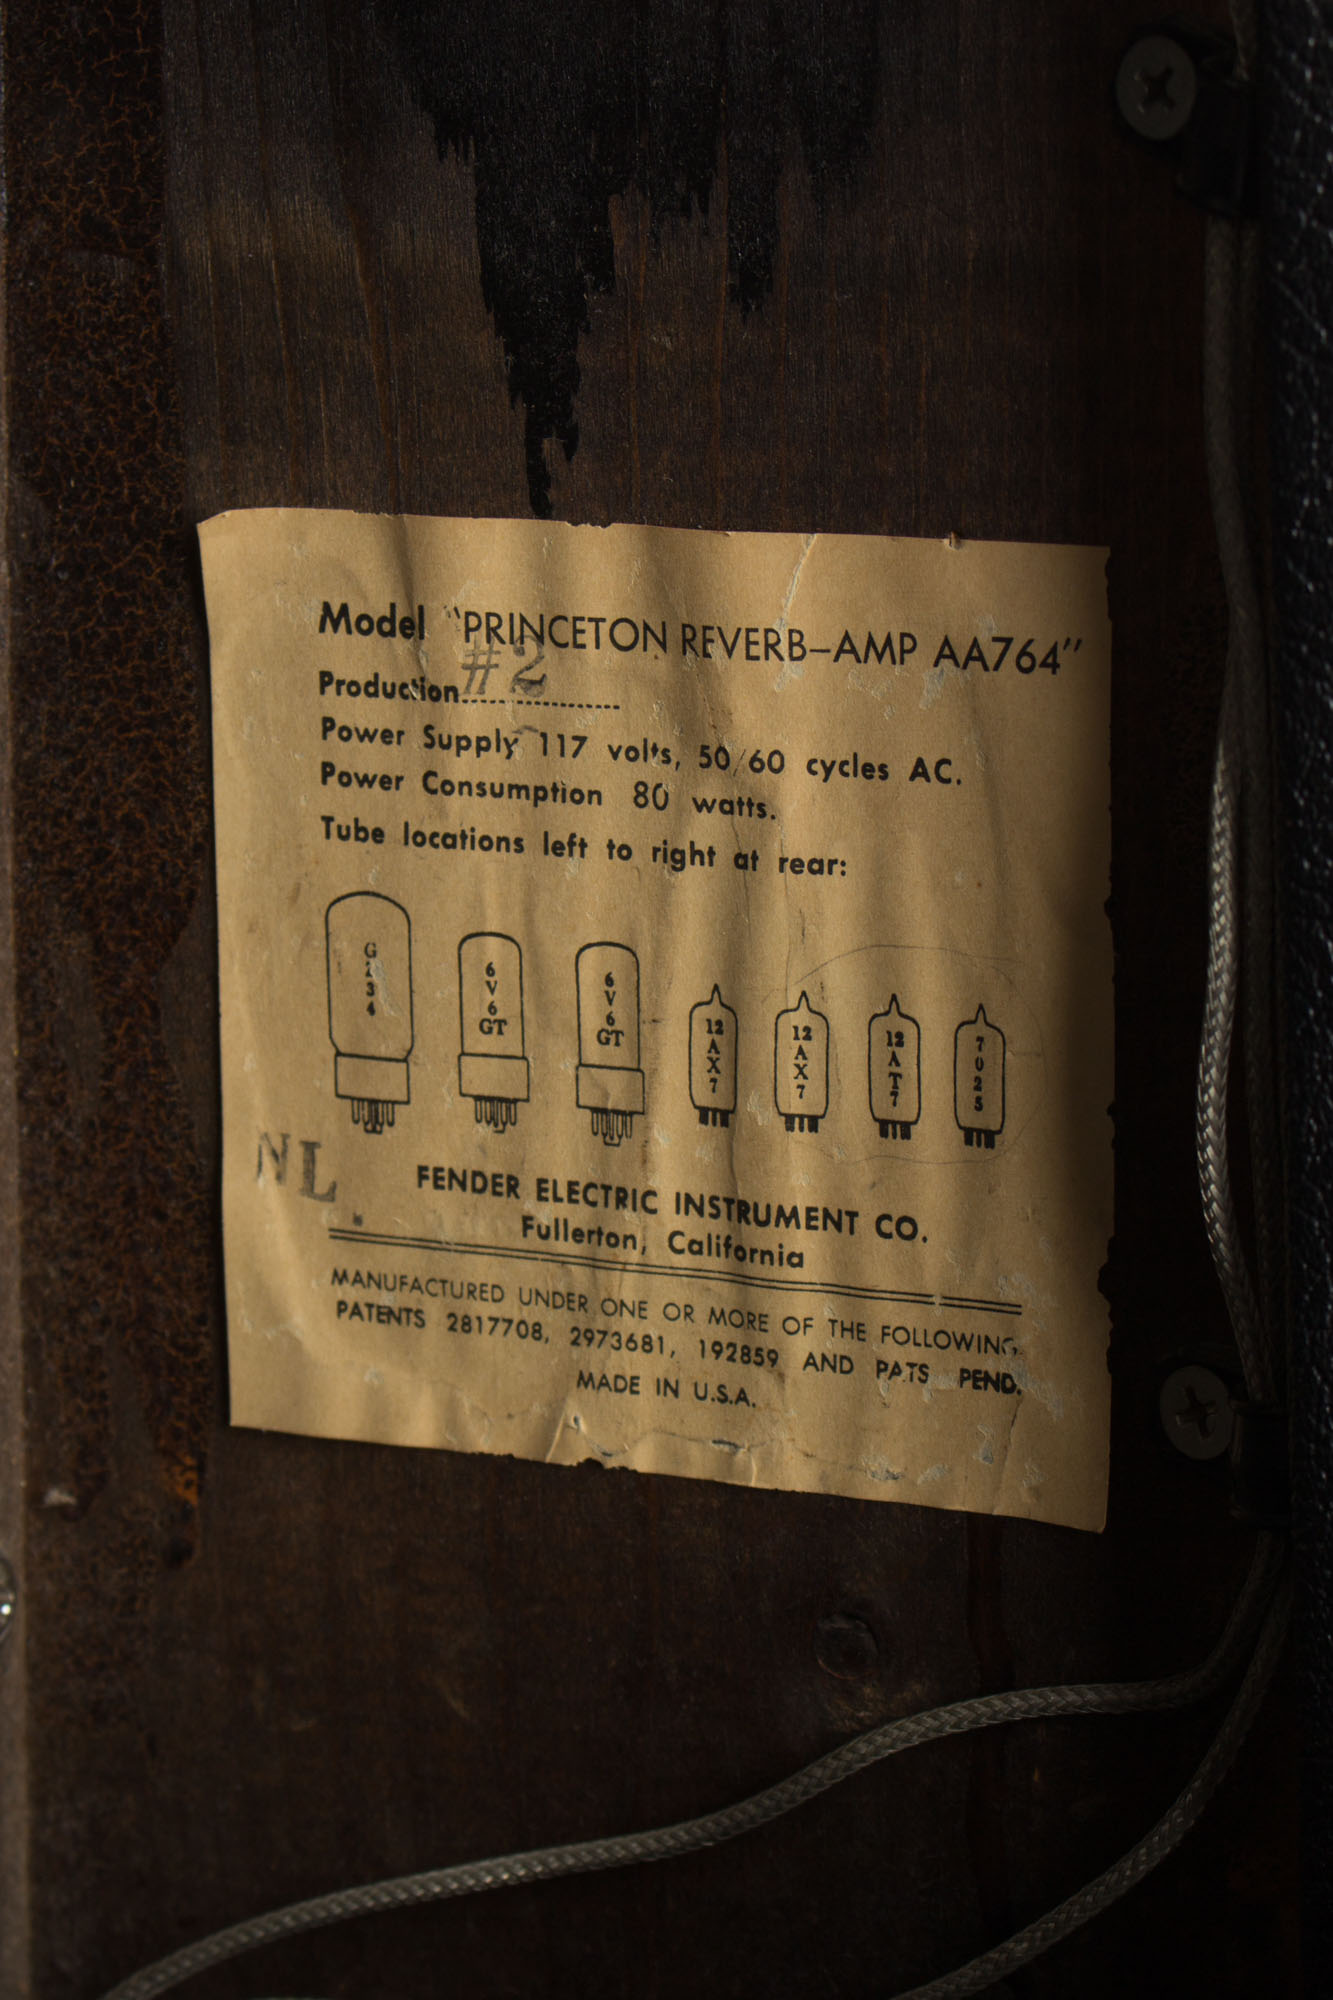 Model "PRINCETON REVERB-AMP AA764"
Production #2
Power Supply 117 volts, 50/60 cycles AC.
Power Consumption 80 watts.
Tube locations left to right at rear:
GZ34 6V6GT 6V6GT 12AX7 12AX7 12AT7 7025
NL
FENDER ELECTRIC INSTRUMENT CO.
Fullerton, California
MANUFACTURED UNDER ONE OR MORE OF THE FOLLOWING
PATENTS 2817708, 2973681, 192859 AND PATS PEND.
MADE IN U.S.A.